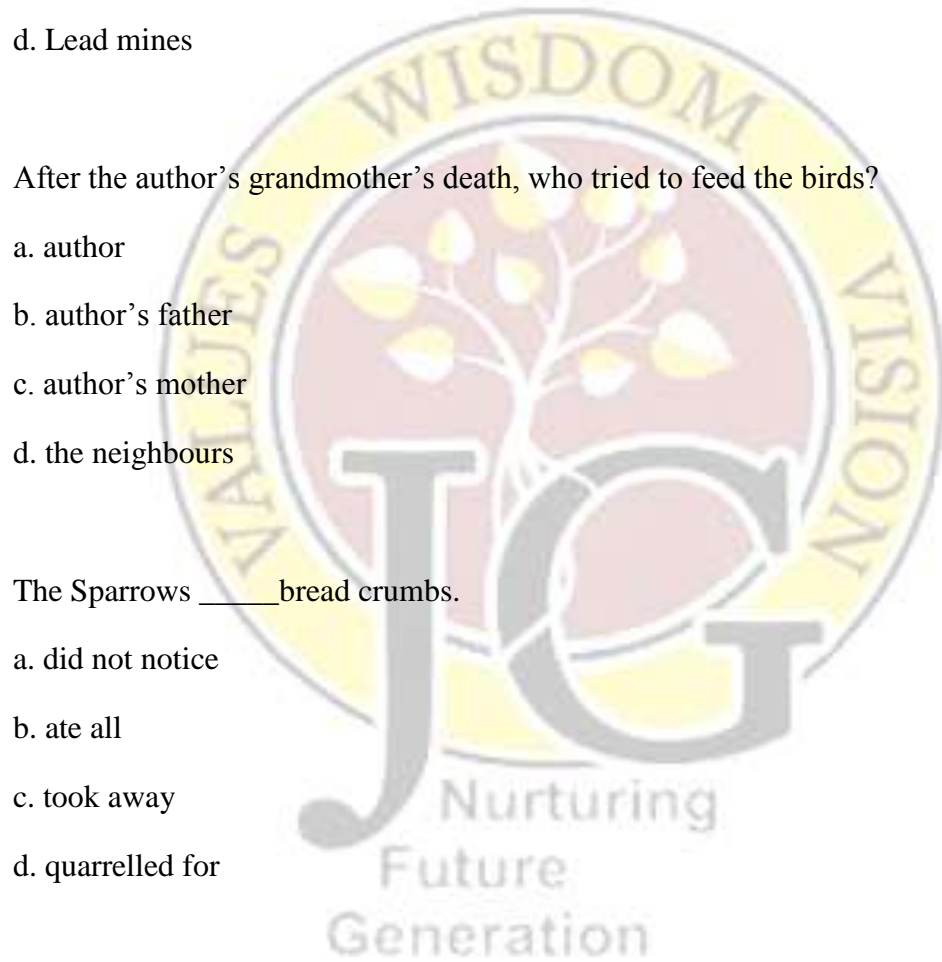 d. Lead mines
After the author’s grandmother’s death, who tried to feed the birds?
a. author
b. author’s father
c. author’s mother
d. the neighbours
The Sparrows _____bread crumbs.
a. did not notice
b. ate all
c. took away
d. quarrelled for
WISDOM
VALUES
VISION
JG
Nurturing
Future
Generation